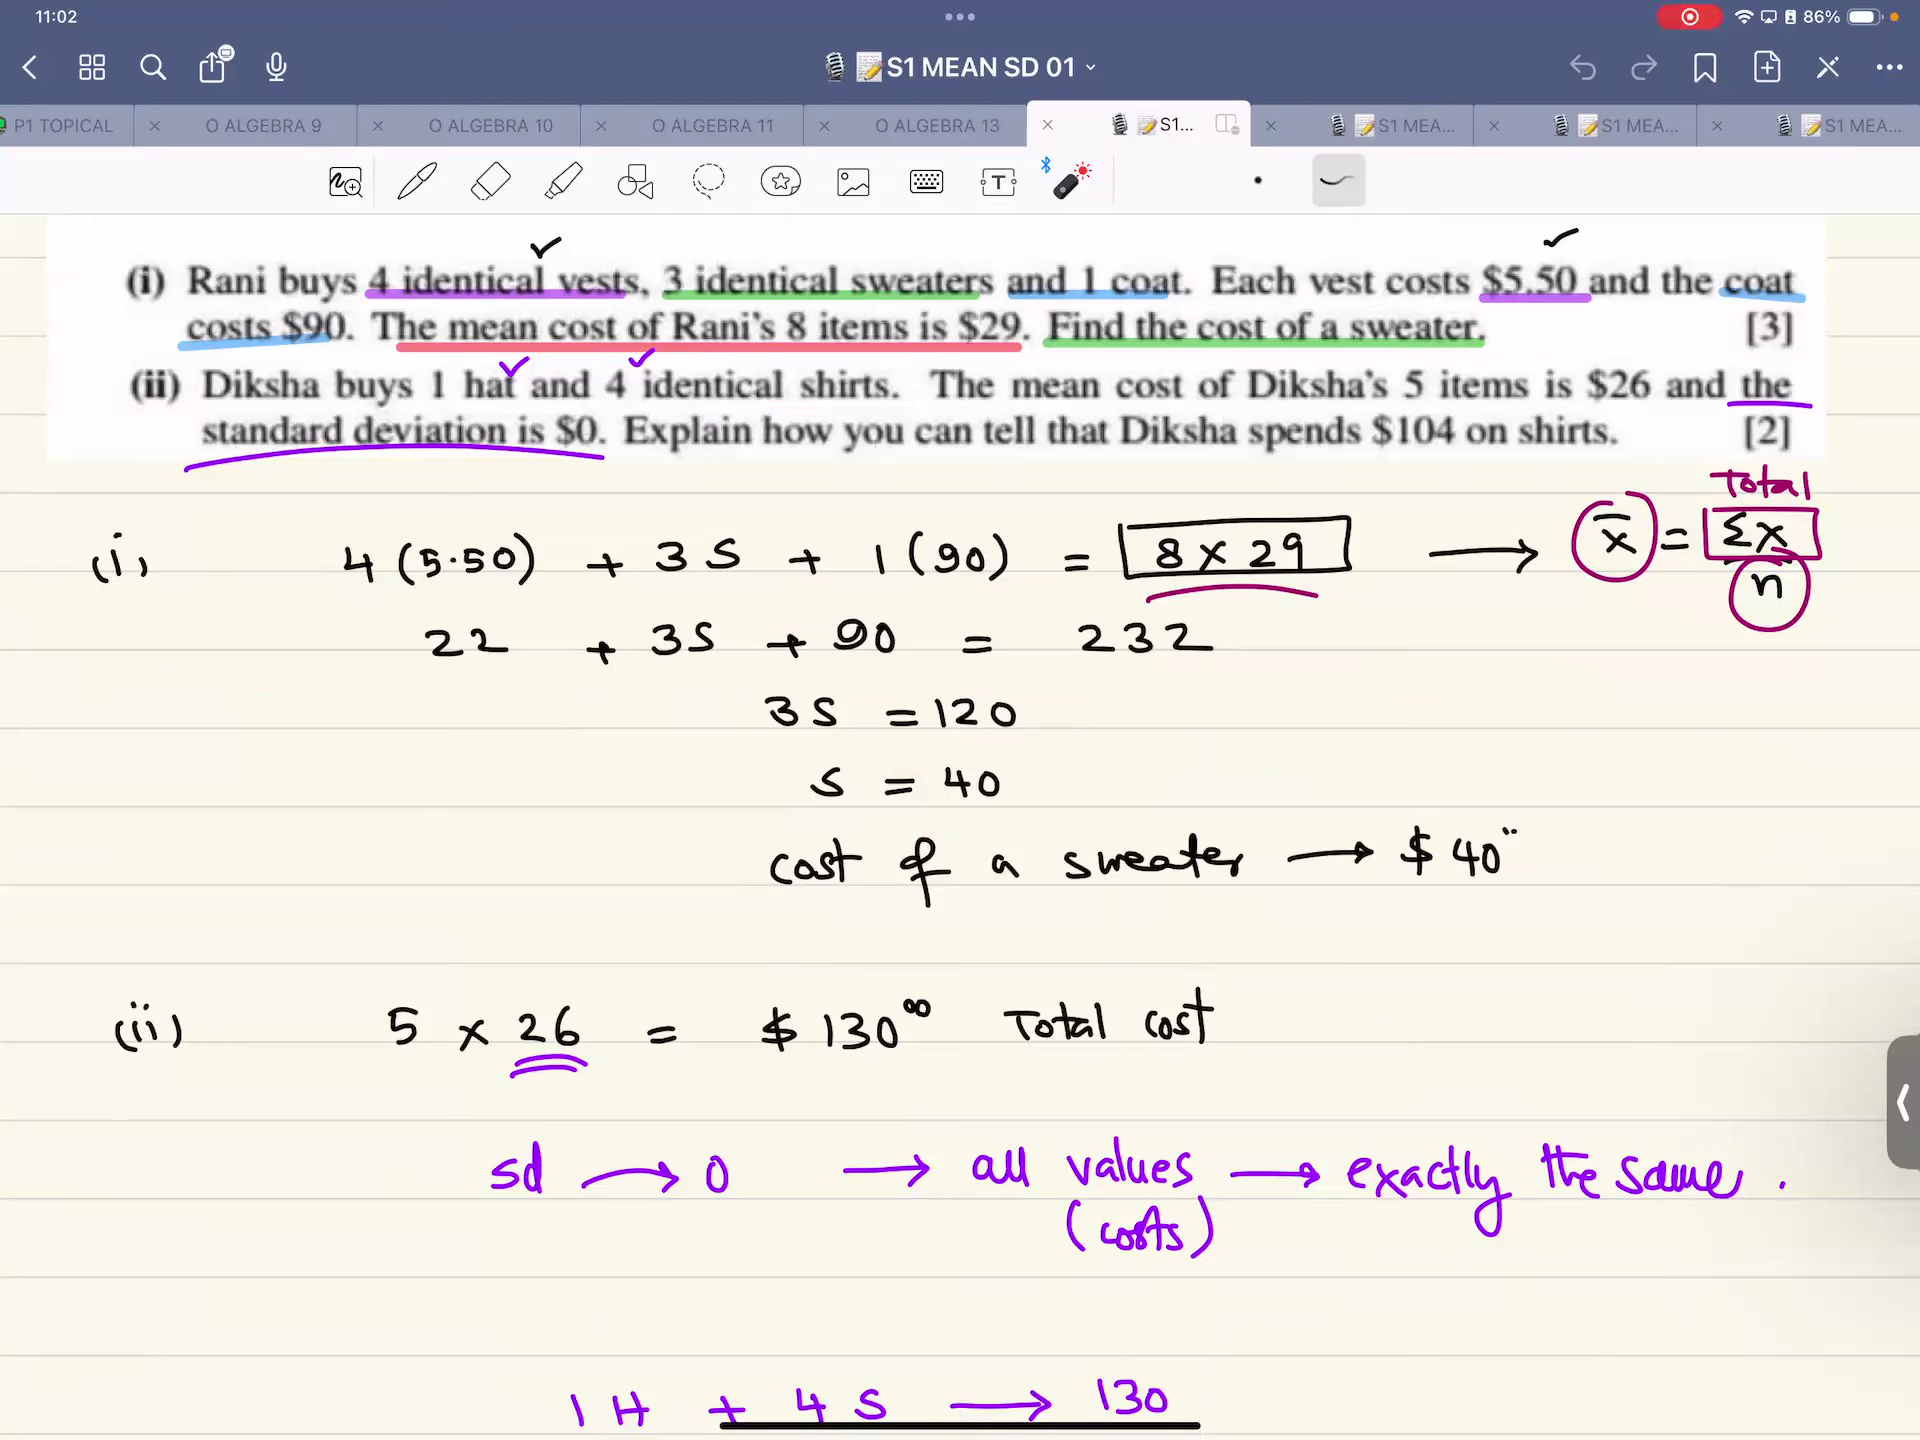 11:02
86%
S1 MEAN SD 01
P1 TOPICAL
O ALGEBRA 9
O ALGEBRA 10
O ALGEBRA 11
O ALGEBRA 13
S1...
S1 MEA...
S1 MEA...
S1 MEA...
(i) Rani buys 4 identical vests, 3 identical sweaters and 1 coat. Each vest costs $5.50 and the coat
costs $90. The mean cost of Rani's 8 items is $29. Find the cost of a sweater. [3]
(ii) Diksha buys 1 hat and 4 identical shirts. The mean cost of Diksha's 5 items is $26 and the
standard deviation is $0. Explain how you can tell that Diksha spends $104 on shirts. [2]
Total
(i) 4 (5.50) + 3 S + 1 (90) = 8 x 29 → x̄ = Σx / n
22 + 3S + 90 = 232
3S = 120
S = 40
cost of a sweater → $ 40
(ii) 5 x 26 = $ 130⁰⁰ Total cost
sd → 0 → all values → exactly the same.
(costs)
1 H + 4 S → 130